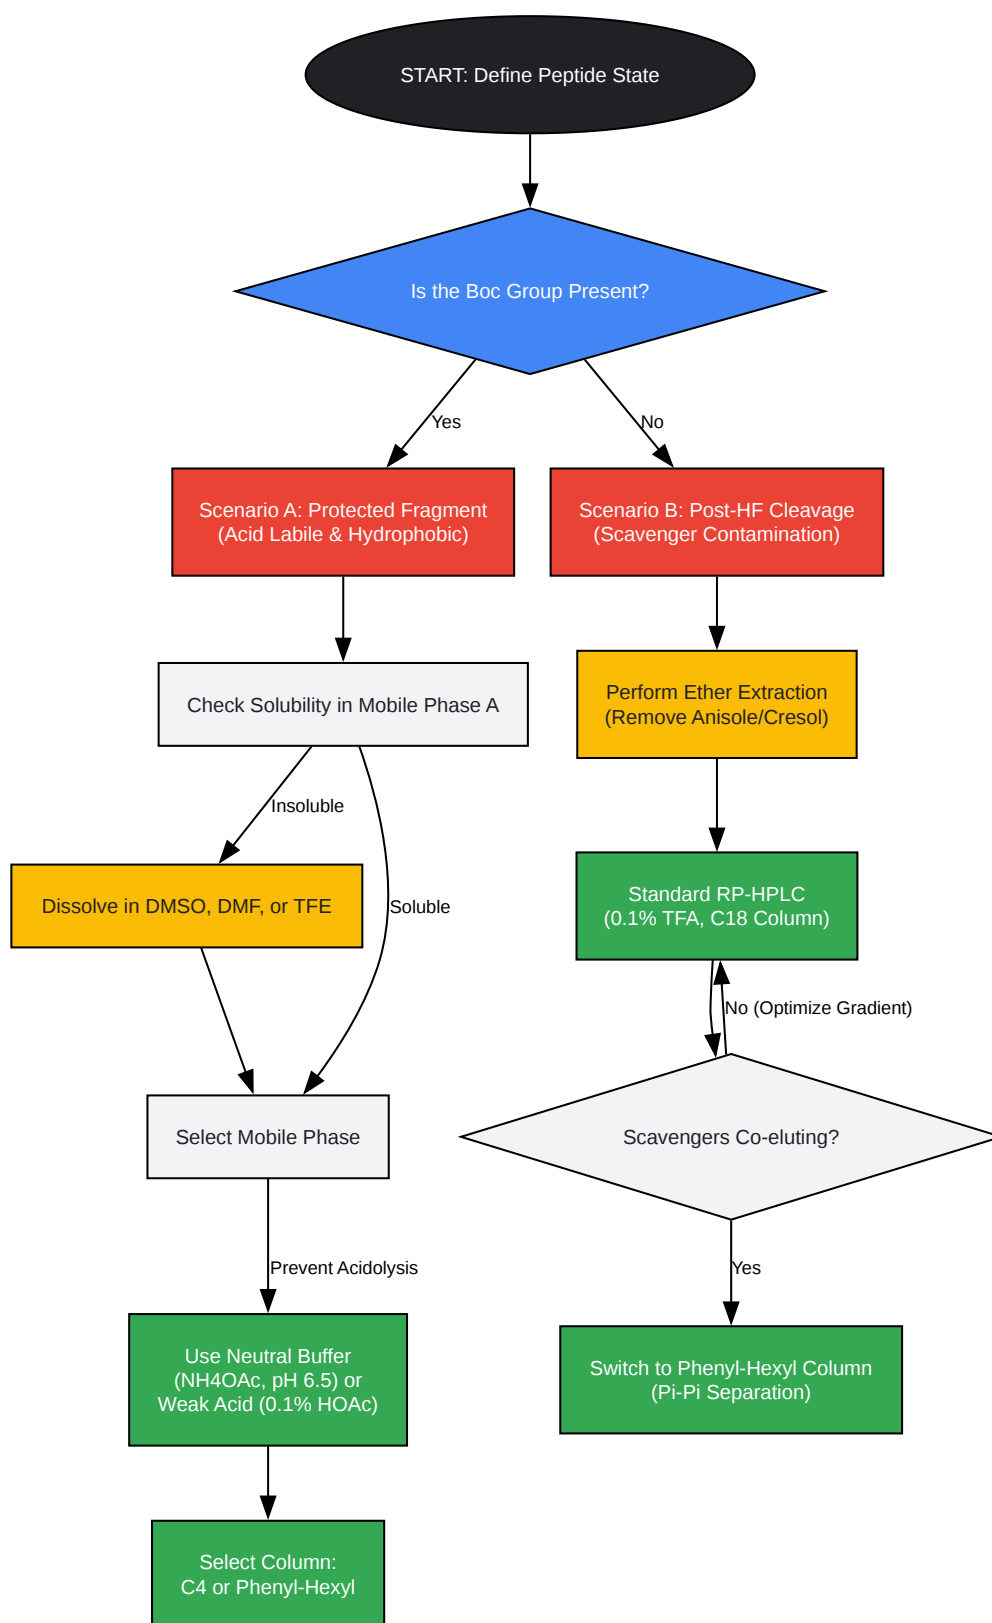 START: Define Peptide State
Is the Boc Group Present?
Yes
No
Scenario A: Protected Fragment
(Acid Labile & Hydrophobic)
Scenario B: Post-HF Cleavage
(Scavenger Contamination)
Check Solubility in Mobile Phase A
Perform Ether Extraction
(Remove Anisole/Cresol)
Insoluble
Dissolve in DMSO, DMF, or TFE
Soluble
Standard RP-HPLC
(0.1% TFA, C18 Column)
No (Optimize Gradient)
Select Mobile Phase
Scavengers Co-eluting?
Prevent Acidolysis
Yes
Use Neutral Buffer
(NH4OAc, pH 6.5) or
Weak Acid (0.1% HOAc)
Switch to Phenyl-Hexyl Column
(Pi-Pi Separation)
Select Column:
C4 or Phenyl-Hexyl